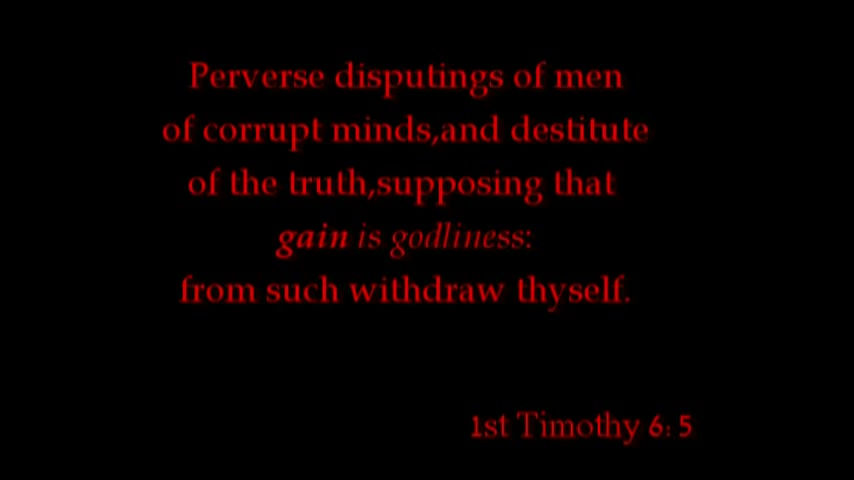 Perverse disputings of men
of corrupt minds,and destitute
of the truth,supposing that
gain is godliness:
from such withdraw thyself.
1st Timothy 6:5